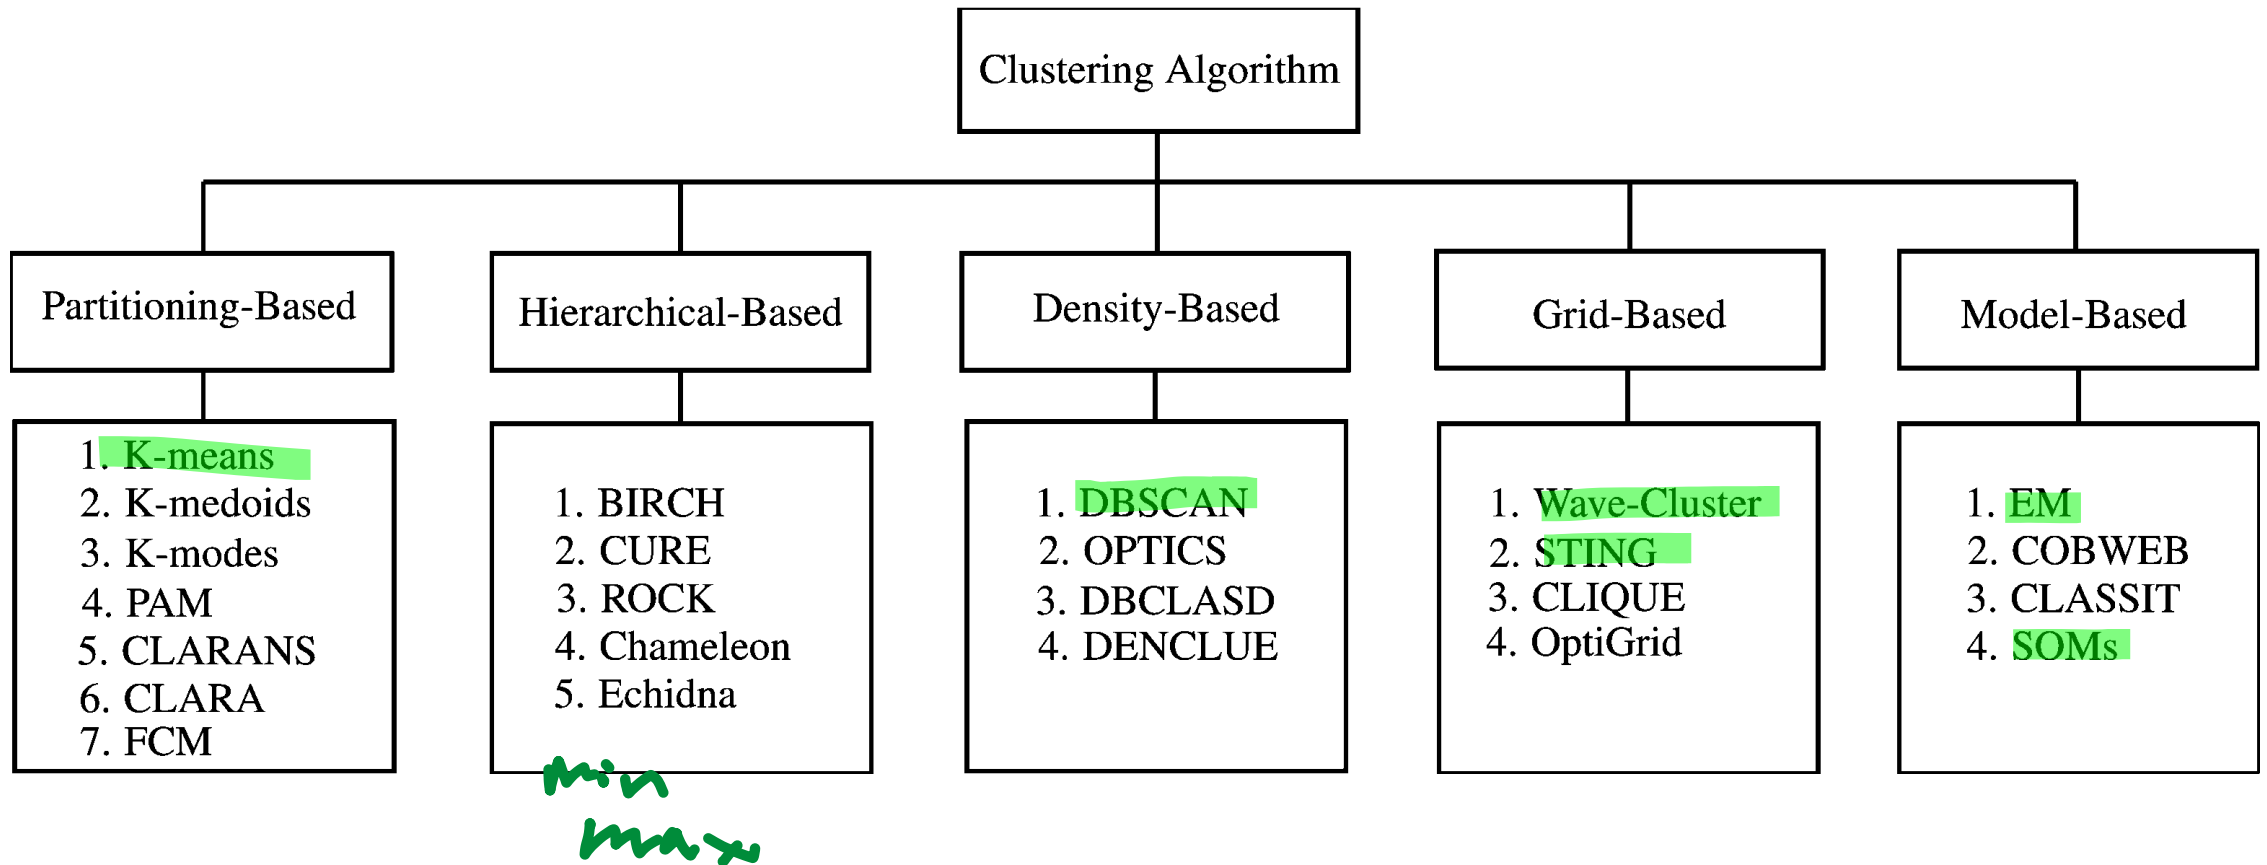 Clustering Algorithm
Partitioning-Based
Hierarchical-Based
Density-Based
Grid-Based
Model-Based
1. K-means
2. K-medoids
3. K-modes
4. PAM
5. CLARANS
6. CLARA
7. FCM
1. BIRCH
2. CURE
3. ROCK
4. Chameleon
5. Echidna
1. DBSCAN
2. OPTICS
3. DBCLASD
4. DENCLUE
1. Wave-Cluster
2. STING
3. CLIQUE
4. OptiGrid
1. EM
2. COBWEB
3. CLASSIT
4. SOMs
min
max